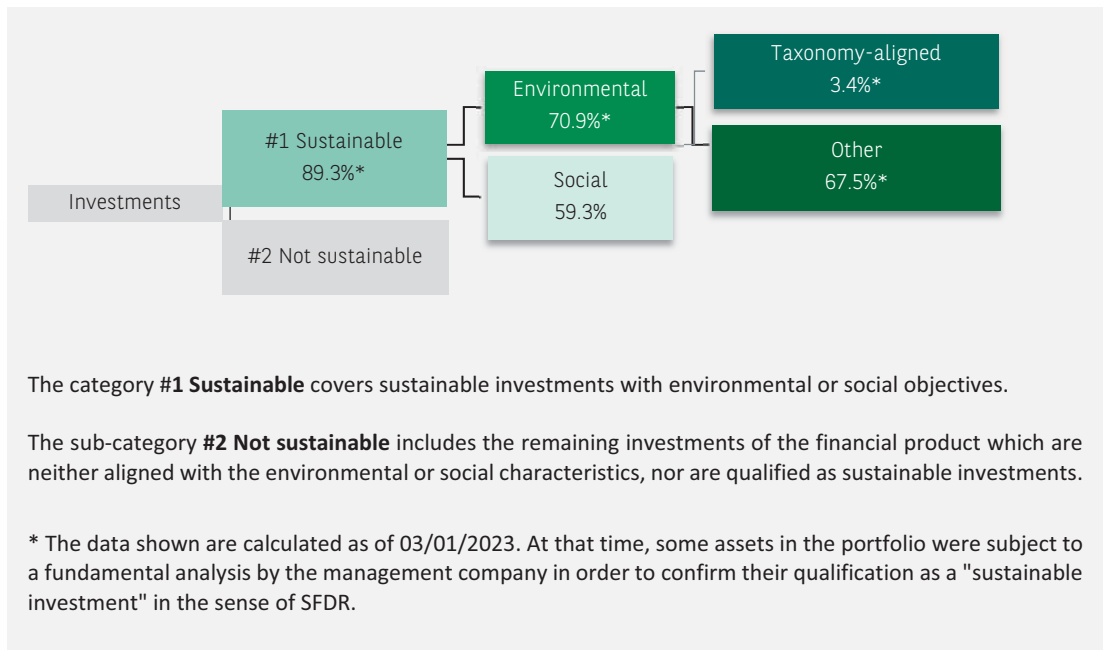 Taxonomy-aligned
3.4%*
Environmental
70.9%*
#1 Sustainable
89.3%*
Other
67.5%*
Social
59.3%
Investments
#2 Not sustainable
The category #1 Sustainable covers sustainable investments with environmental or social objectives.
The sub-category #2 Not sustainable includes the remaining investments of the financial product which are
neither aligned with the environmental or social characteristics, nor are qualified as sustainable investments.
* The data shown are calculated as of 03/01/2023. At that time, some assets in the portfolio were subject to
a fundamental analysis by the management company in order to confirm their qualification as a "sustainable
investment" in the sense of SFDR.